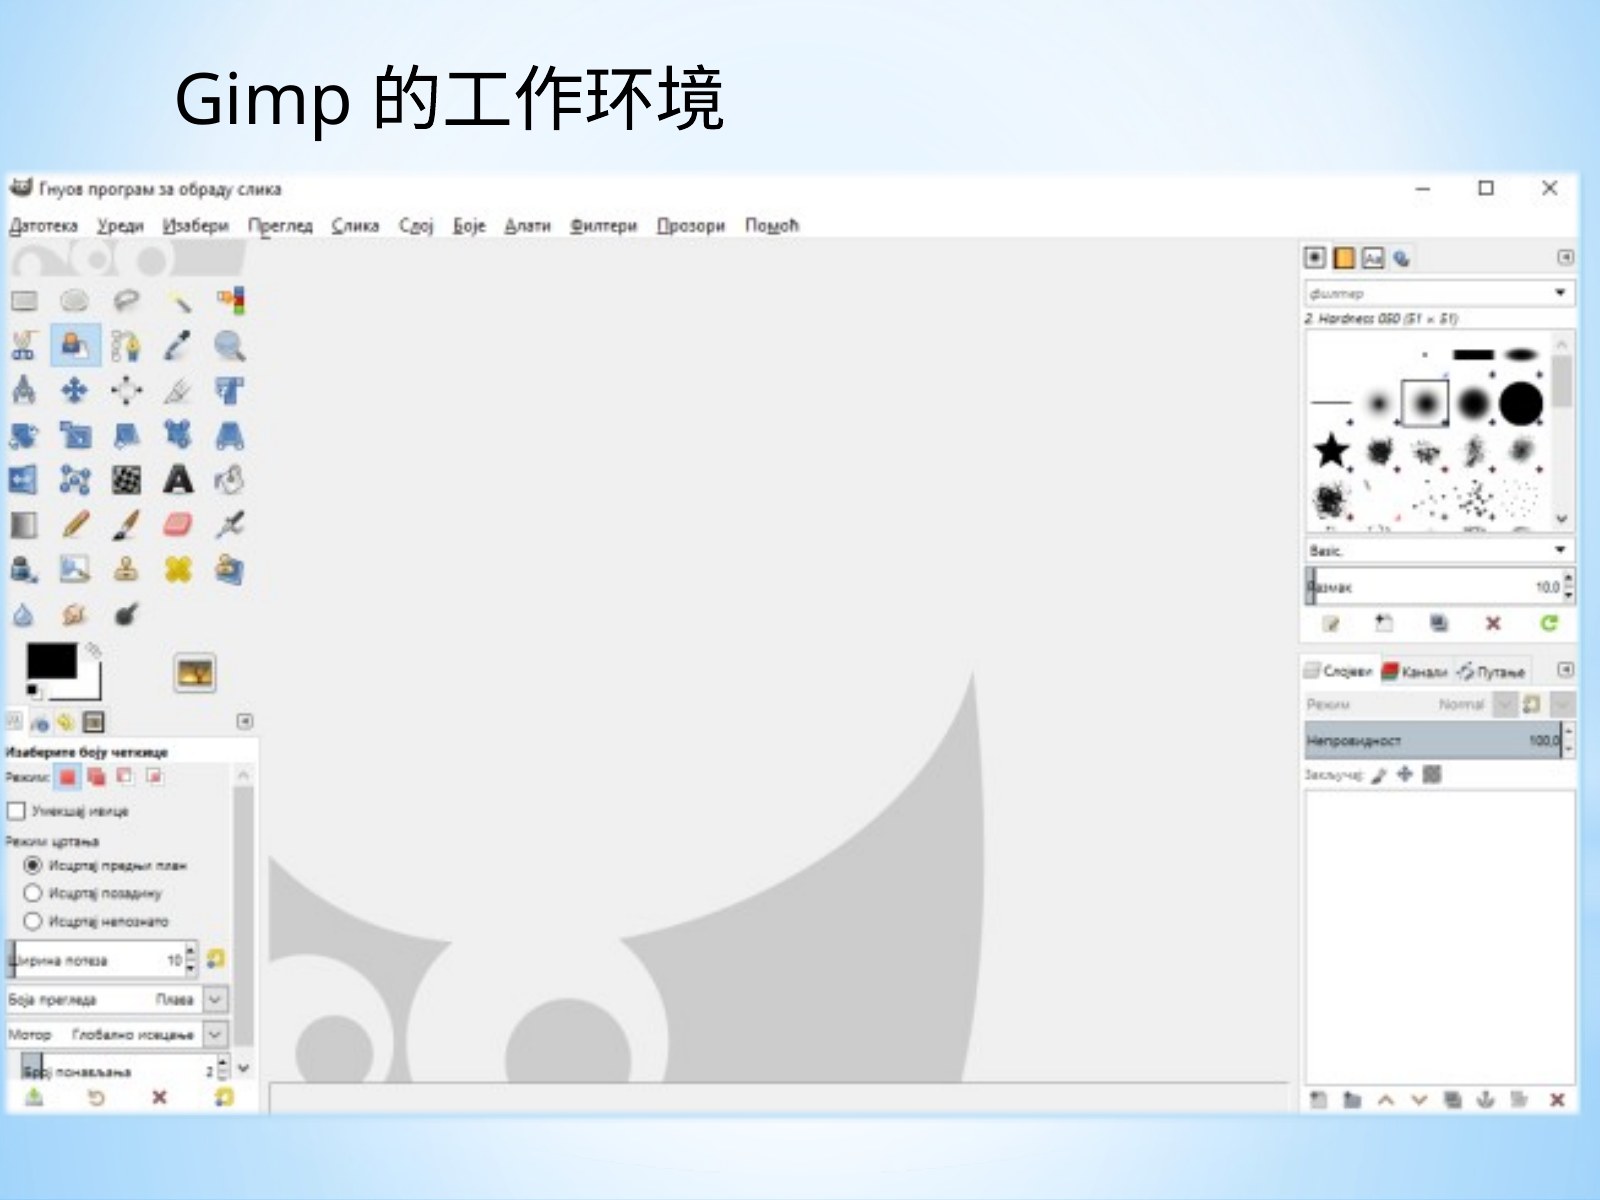 Gimp 的工作环境
Гнуов програм за обраду слика
Датотека Уреди Изабери Преглед Слика Слој Боје Алати Филтери Прозори Помоћ
филтер
2. Hardness 050 (51 × 51)
Basic,
Размак 10,0
Слојеви Канали Путање
Режим Normal
Непровидност 100,0
Закључај:
Изаберите боју четкице
Режим:
Умекшај ивице
Режим цртања
Исцртај предњи план
Исцртај позадину
Исцртај непознато
Ширина потеза 10
Боја прегледа Плава
Мотор Глобално исецање
Број понављања 2